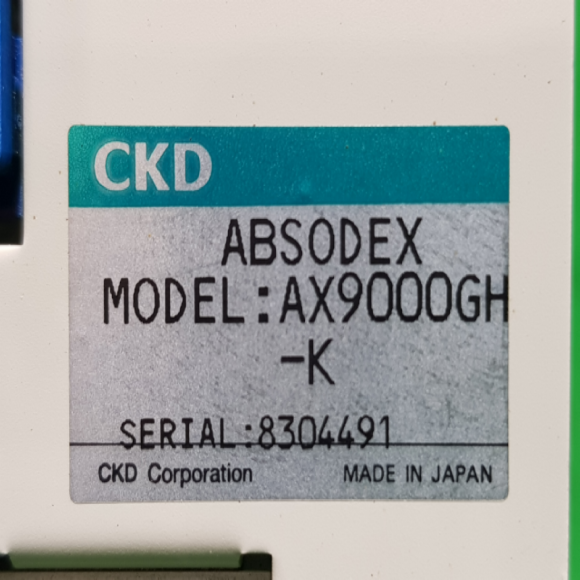 CKD
ABSODEX
MODEL:AX9000GH
-K
SERIAL:8304491
CKD Corporation MADE IN JAPAN